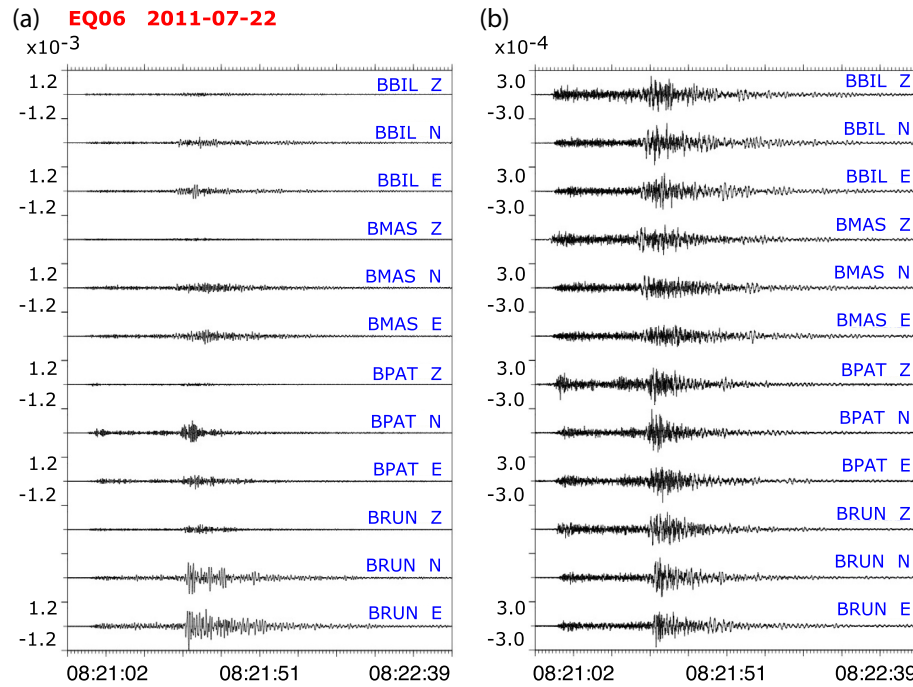 (a) EQ06 2011-07-22
x10-3
1.2
-1.2
1.2
-1.2
1.2
-1.2
1.2
-1.2
1.2
-1.2
1.2
-1.2
BBIL Z
BBIL N
BBIL E
BMAS Z
BMAS N
BMAS E
BPAT Z
BPAT N
BPAT E
BRUN Z
BRUN N
BRUN E
08:21:02 08:21:51 08:22:39
(b)
x10-4
3.0
-3.0
3.0
-3.0
3.0
-3.0
3.0
-3.0
3.0
-3.0
3.0
-3.0
BBIL Z
BBIL N
BBIL E
BMAS Z
BMAS N
BMAS E
BPAT Z
BPAT N
BPAT E
BRUN Z
BRUN N
BRUN E
08:21:02 08:21:51 08:22:39